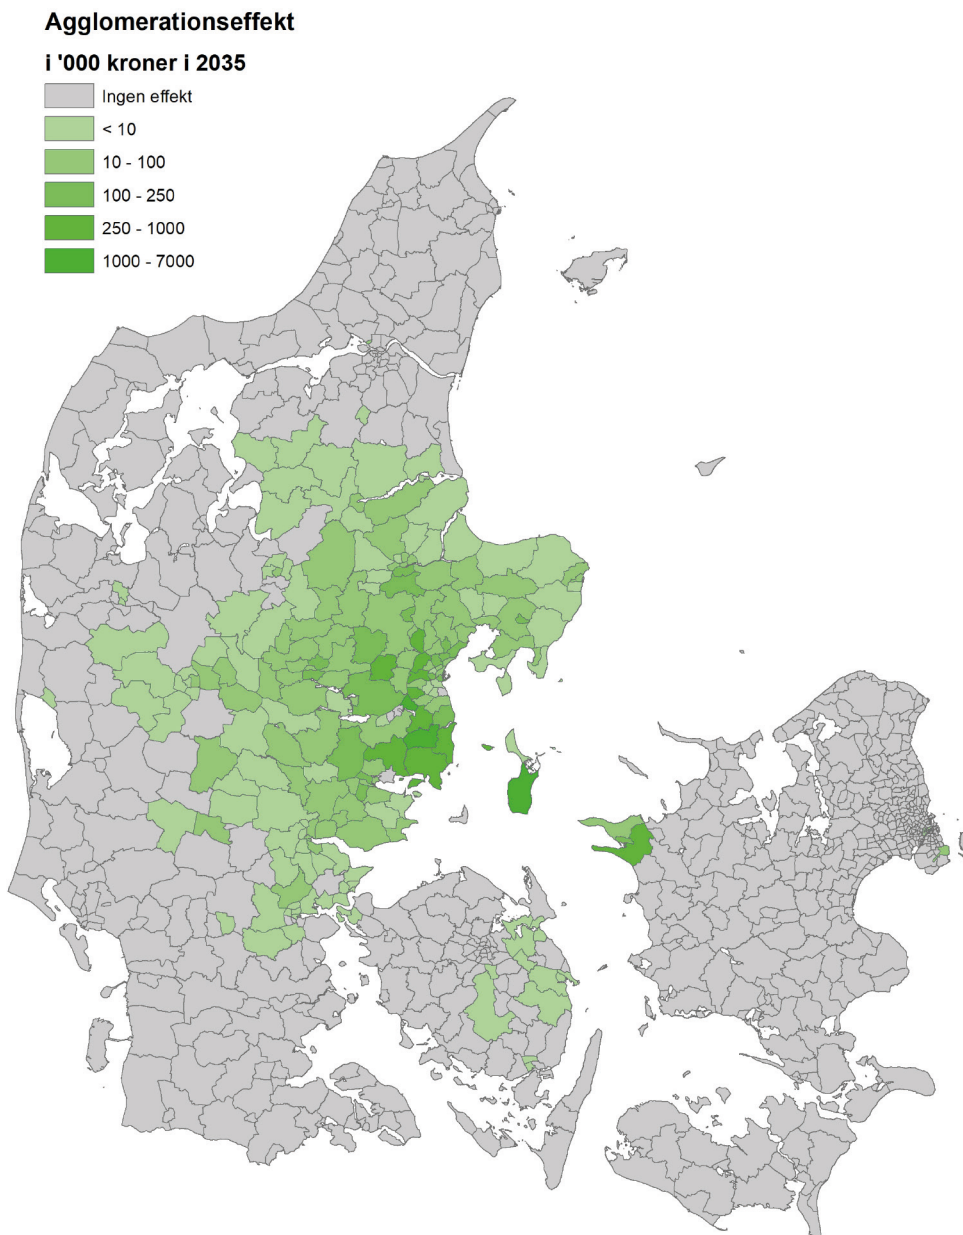 Agglomerationseffekt
i '000 kroner i 2035
Ingen effekt
< 10
10 - 100
100 - 250
250 - 1000
1000 - 7000